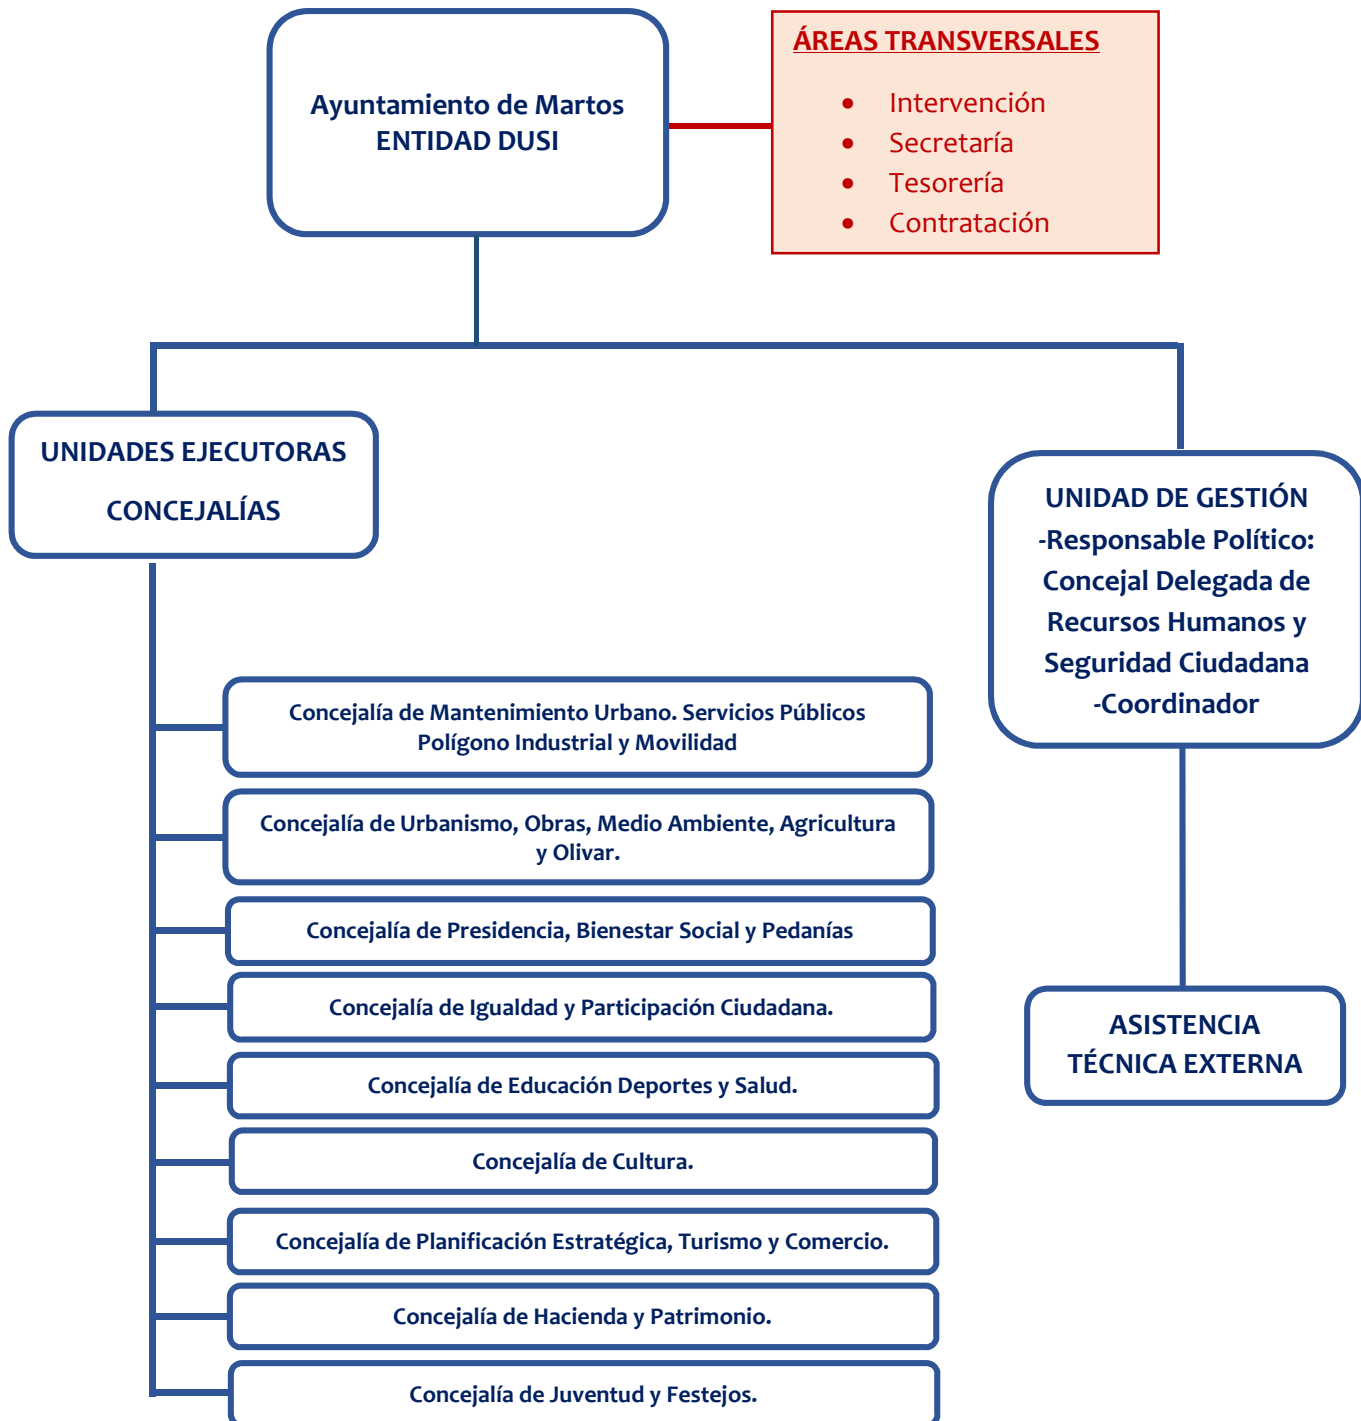 Ayuntamiento de Martos
ENTIDAD DUSI
ÁREAS TRANSVERSALES
• Intervención
• Secretaría
• Tesorería
• Contratación
UNIDADES EJECUTORAS
CONCEJALÍAS
UNIDAD DE GESTIÓN
-Responsable Político:
Concejal Delegada de
Recursos Humanos y
Seguridad Ciudadana
-Coordinador
Concejalía de Mantenimiento Urbano. Servicios Públicos
Polígono Industrial y Movilidad
Concejalía de Urbanismo, Obras, Medio Ambiente, Agricultura
y Olivar.
Concejalía de Presidencia, Bienestar Social y Pedanías
Concejalía de Igualdad y Participación Ciudadana.
Concejalía de Educación Deportes y Salud.
Concejalía de Cultura.
Concejalía de Planificación Estratégica, Turismo y Comercio.
Concejalía de Hacienda y Patrimonio.
Concejalía de Juventud y Festejos.
ASISTENCIA
TÉCNICA EXTERNA